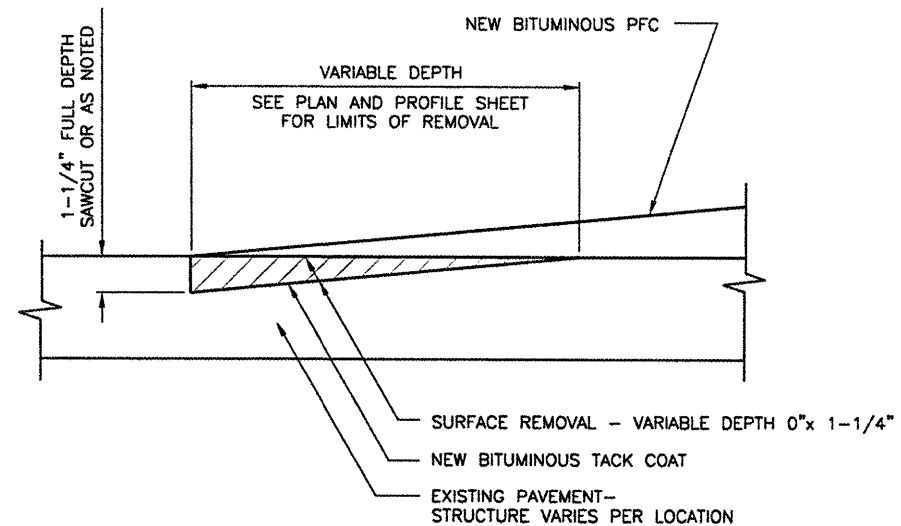 NEW BITUMINOUS PFC
1-1/4" FULL DEPTH
SAWCUT OR AS NOTED
VARIABLE DEPTH
SEE PLAN AND PROFILE SHEET
FOR LIMITS OF REMOVAL
SURFACE REMOVAL - VARIABLE DEPTH 0"x 1-1/4"
NEW BITUMINOUS TACK COAT
EXISTING PAVEMENT-
STRUCTURE VARIES PER LOCATION